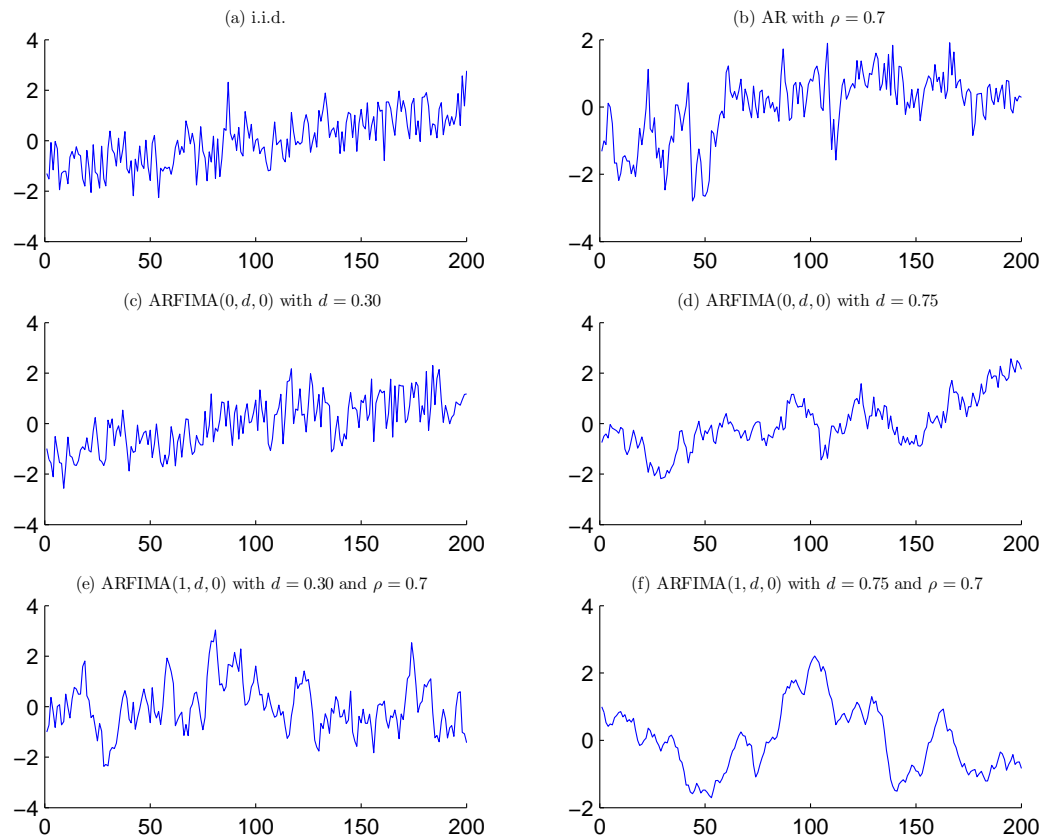 (a) i.i.d.
4
2
0
−2
−4
0 50 100 150 200
(b) AR with ρ = 0.7
2
0
−2
−4
0 50 100 150 200
(c) ARFIMA(0, d, 0) with d = 0.30
4
2
0
−2
−4
0 50 100 150 200
(d) ARFIMA(0, d, 0) with d = 0.75
4
2
0
−2
−4
0 50 100 150 200
(e) ARFIMA(1, d, 0) with d = 0.30 and ρ = 0.7
4
2
0
−2
−4
0 50 100 150 200
(f) ARFIMA(1, d, 0) with d = 0.75 and ρ = 0.7
4
2
0
−2
0 50 100 150 200